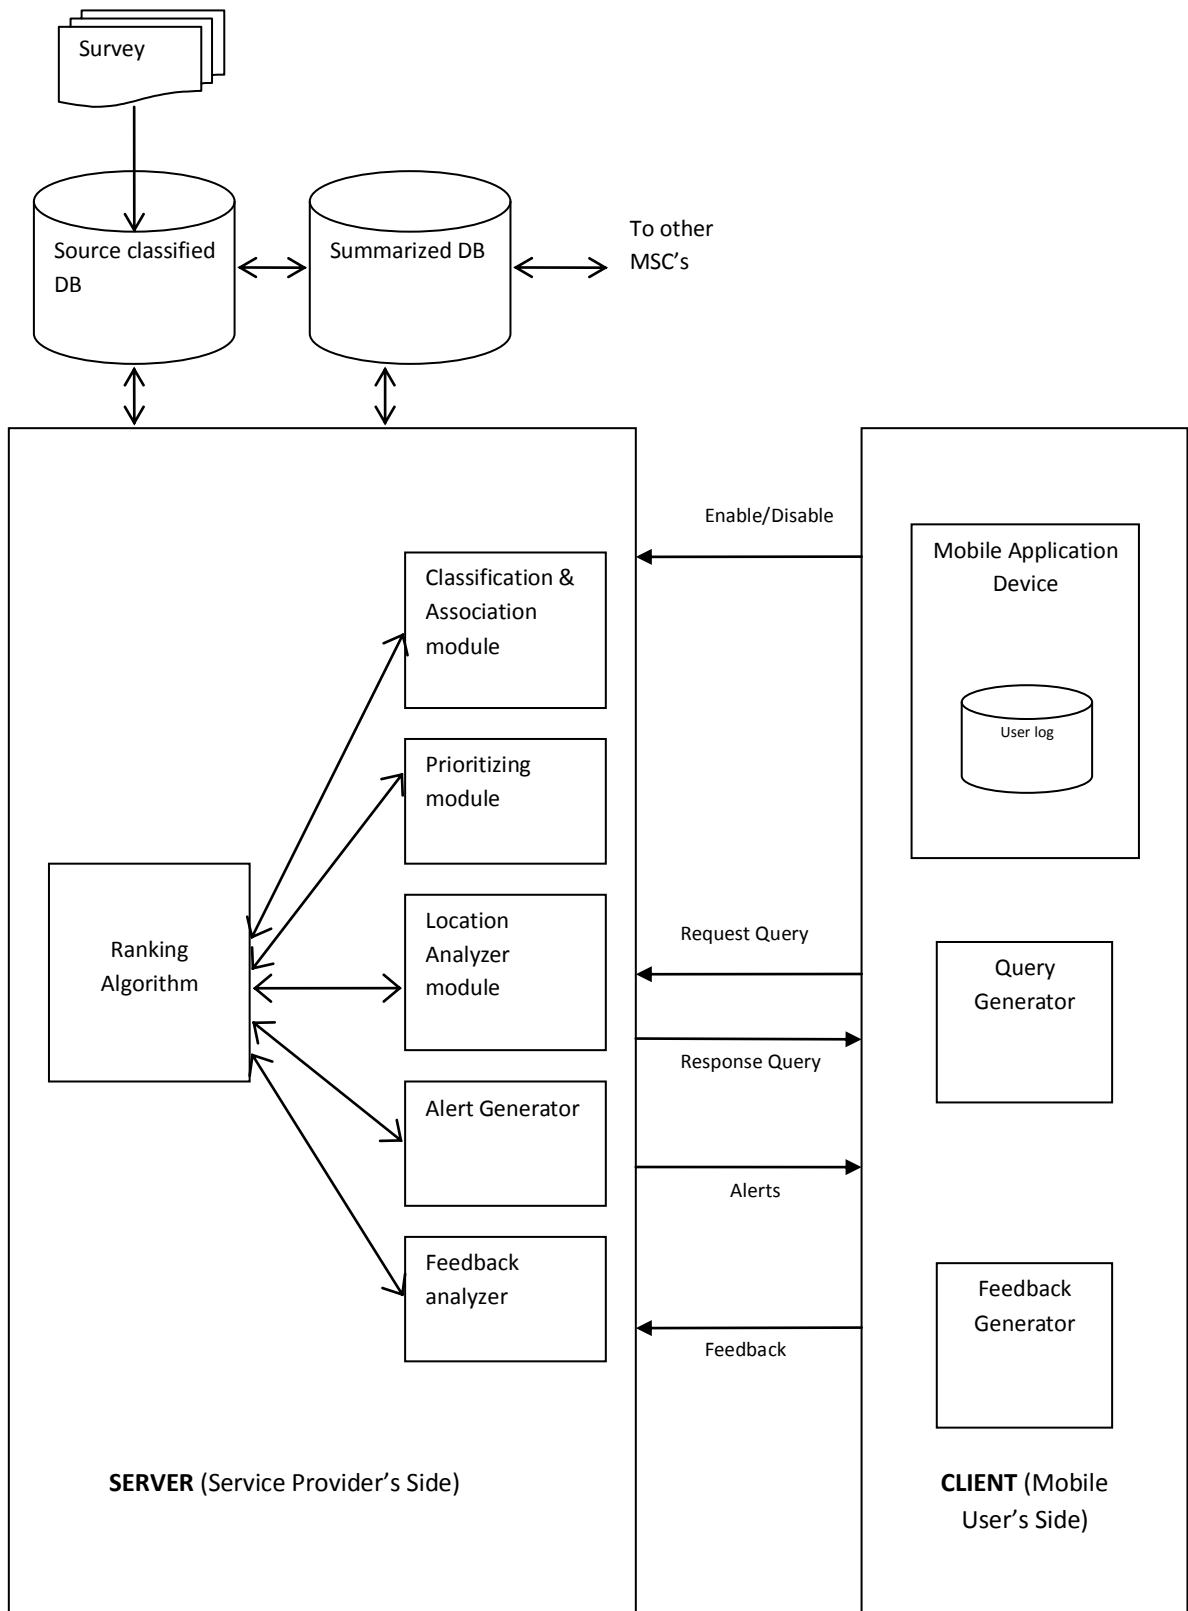 Survey
Source classified
DB
Summarized DB
To other
MSC's
Enable/Disable
Mobile Application
Device
User log
Classification &
Association
module
Prioritizing
module
Ranking
Algorithm
Location
Analyzer
module
Request Query
Query
Generator
Response Query
Alert Generator
Alerts
Feedback
analyzer
Feedback
Generator
Feedback
SERVER (Service Provider's Side)
CLIENT (Mobile
User's Side)